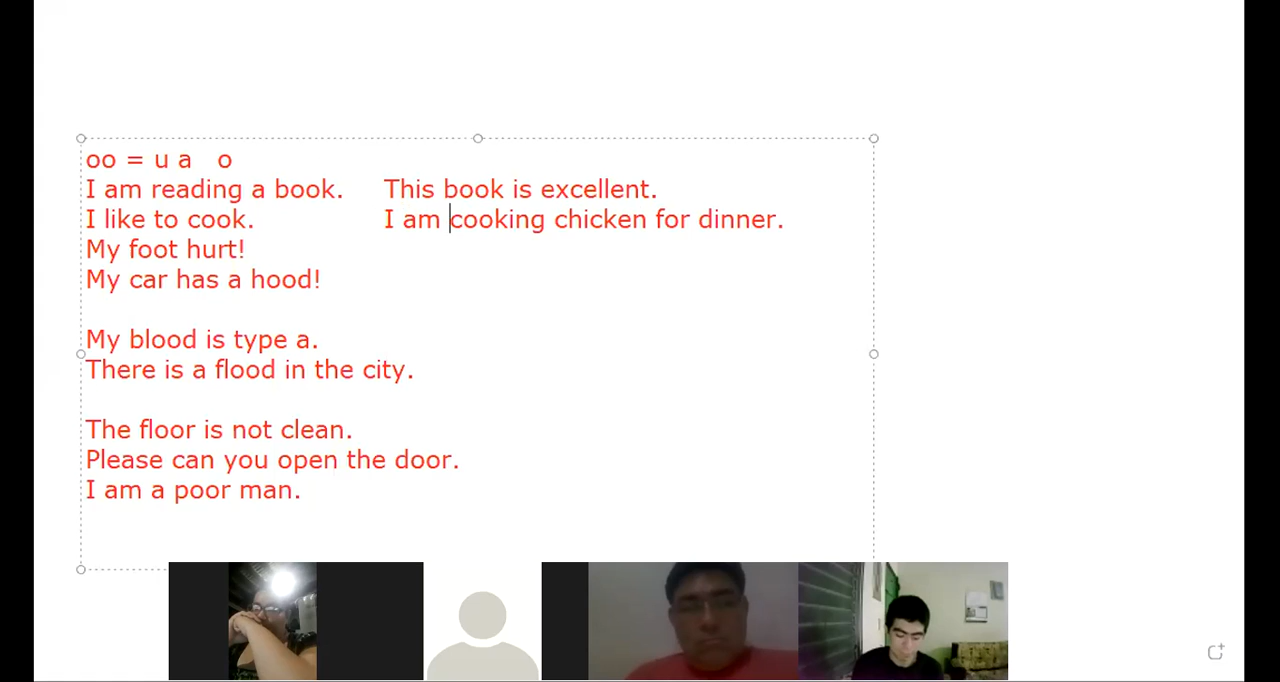 oo = u a o
I am reading a book. This book is excellent.
I like to cook. I am cooking chicken for dinner.
My foot hurt!
My car has a hood!
My blood is type a.
There is a flood in the city.
The floor is not clean.
Please can you open the door.
I am a poor man.